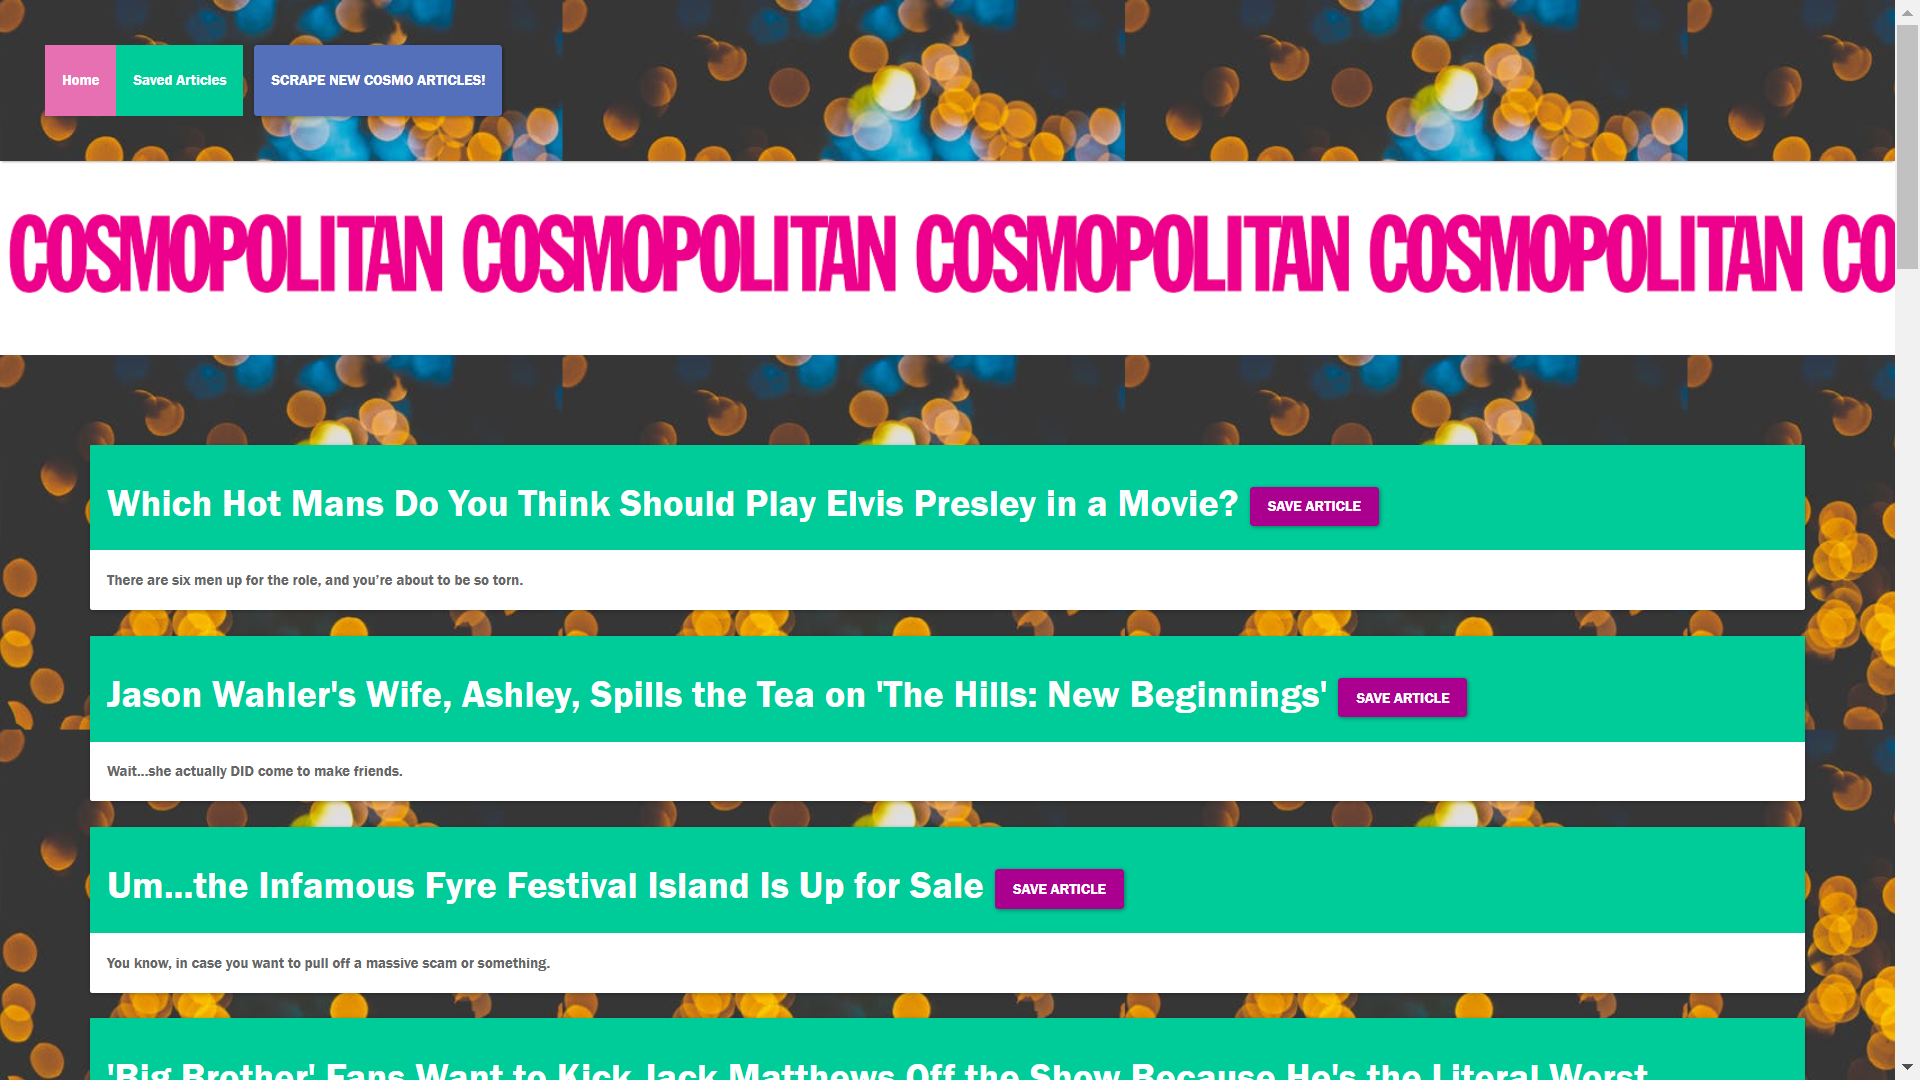 Home Saved Articles SCRAPE NEW COSMO ARTICLES!
COSMOPOLITAN COSMOPOLITAN COSMOPOLITAN COSMOPOLITAN CO
Which Hot Mans Do You Think Should Play Elvis Presley in a Movie? SAVE ARTICLE
There are six men up for the role, and you’re about to be so torn.
Jason Wahler's Wife, Ashley, Spills the Tea on 'The Hills: New Beginnings' SAVE ARTICLE
Wait...she actually DID come to make friends.
Um...the Infamous Fyre Festival Island Is Up for Sale SAVE ARTICLE
You know, in case you want to pull off a massive scam or something.
'Big Brother' Fans Want to Kick Jack Matthews Off the Show Because He's the Literal Worst